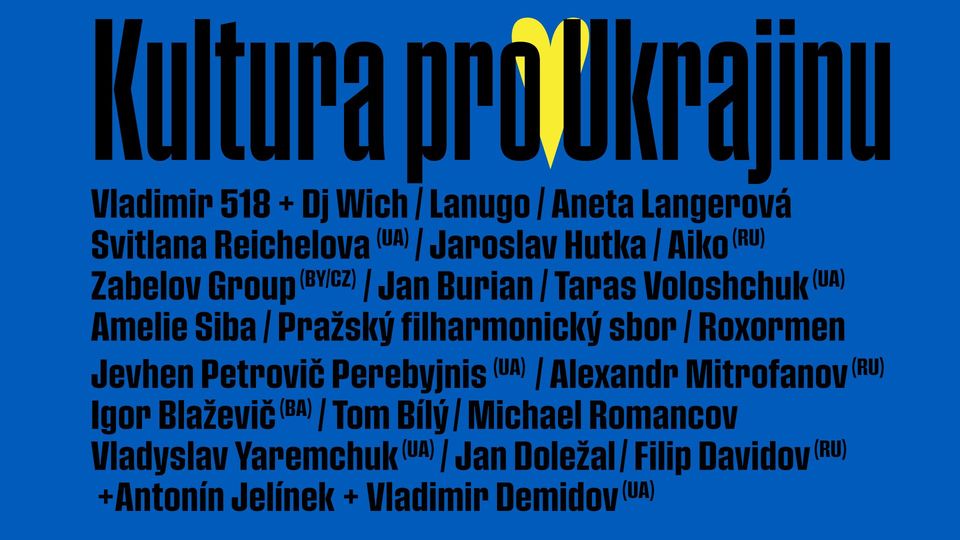 Kultura pro Ukrajinu
Vladimir 518 + Dj Wich / Lanugo / Aneta Langerová
Svitlana Reichelova (UA) / Jaroslav Hutka / Aiko (RU)
Zabelov Group (BY/CZ) / Jan Burian / Taras Voloshchuk (UA)
Amelie Siba / Pražský filharmonický sbor / Roxormen
Jevhen Petrovič Perebyjnis (UA) / Alexandr Mitrofanov (RU)
Igor Blaževič (BA) / Tom Bílý / Michael Romancov
Vladyslav Yaremchuk (UA) / Jan Doležal / Filip Davidov (RU)
+Antonín Jelínek + Vladimir Demidov (UA)